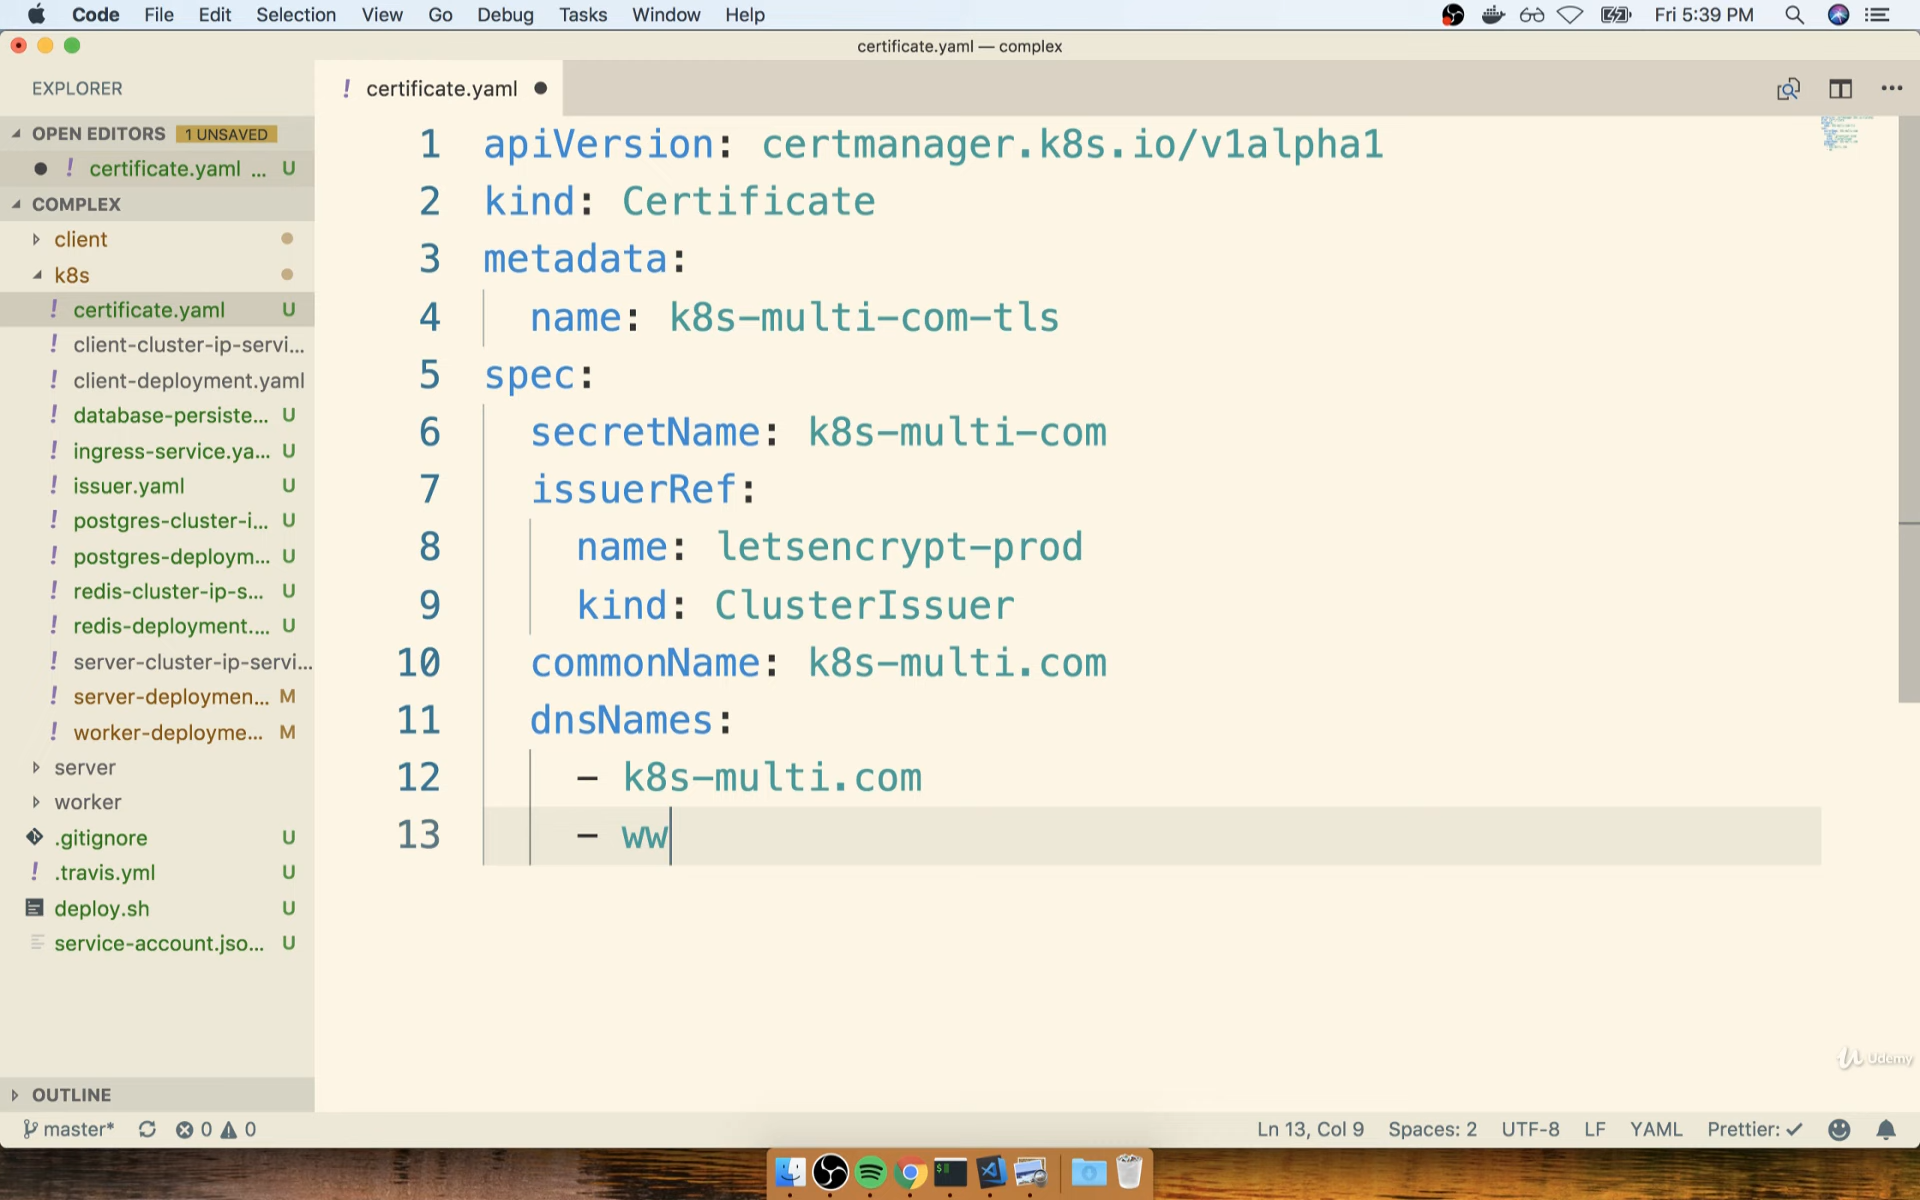 Code File Edit Selection View Go Debug Tasks Window Help Fri 5:39 PM
certificate.yaml — complex
EXPLORER
! certificate.yaml
OPEN EDITORS 1 UNSAVED
! certificate.yaml ... U
COMPLEX
client
k8s
! certificate.yaml U
! client-cluster-ip-servi...
! client-deployment.yaml
! database-persiste... U
! ingress-service.ya... U
! issuer.yaml U
! postgres-cluster-i... U
! postgres-deploym... U
! redis-cluster-ip-s... U
! redis-deployment.... U
! server-cluster-ip-servi...
! server-deploymen... M
! worker-deployme... M
server
worker
.gitignore U
! .travis.yml U
deploy.sh U
service-account.jso... U
OUTLINE
1 apiVersion: certmanager.k8s.io/v1alpha1
2 kind: Certificate
3 metadata:
4 name: k8s-multi-com-tls
5 spec:
6 secretName: k8s-multi-com
7 issuerRef:
8 name: letsencrypt-prod
9 kind: ClusterIssuer
10 commonName: k8s-multi.com
11 dnsNames:
12 - k8s-multi.com
13 - ww
Udemy
master* 0 0 Ln 13, Col 9 Spaces: 2 UTF-8 LF YAML Prettier: ✓